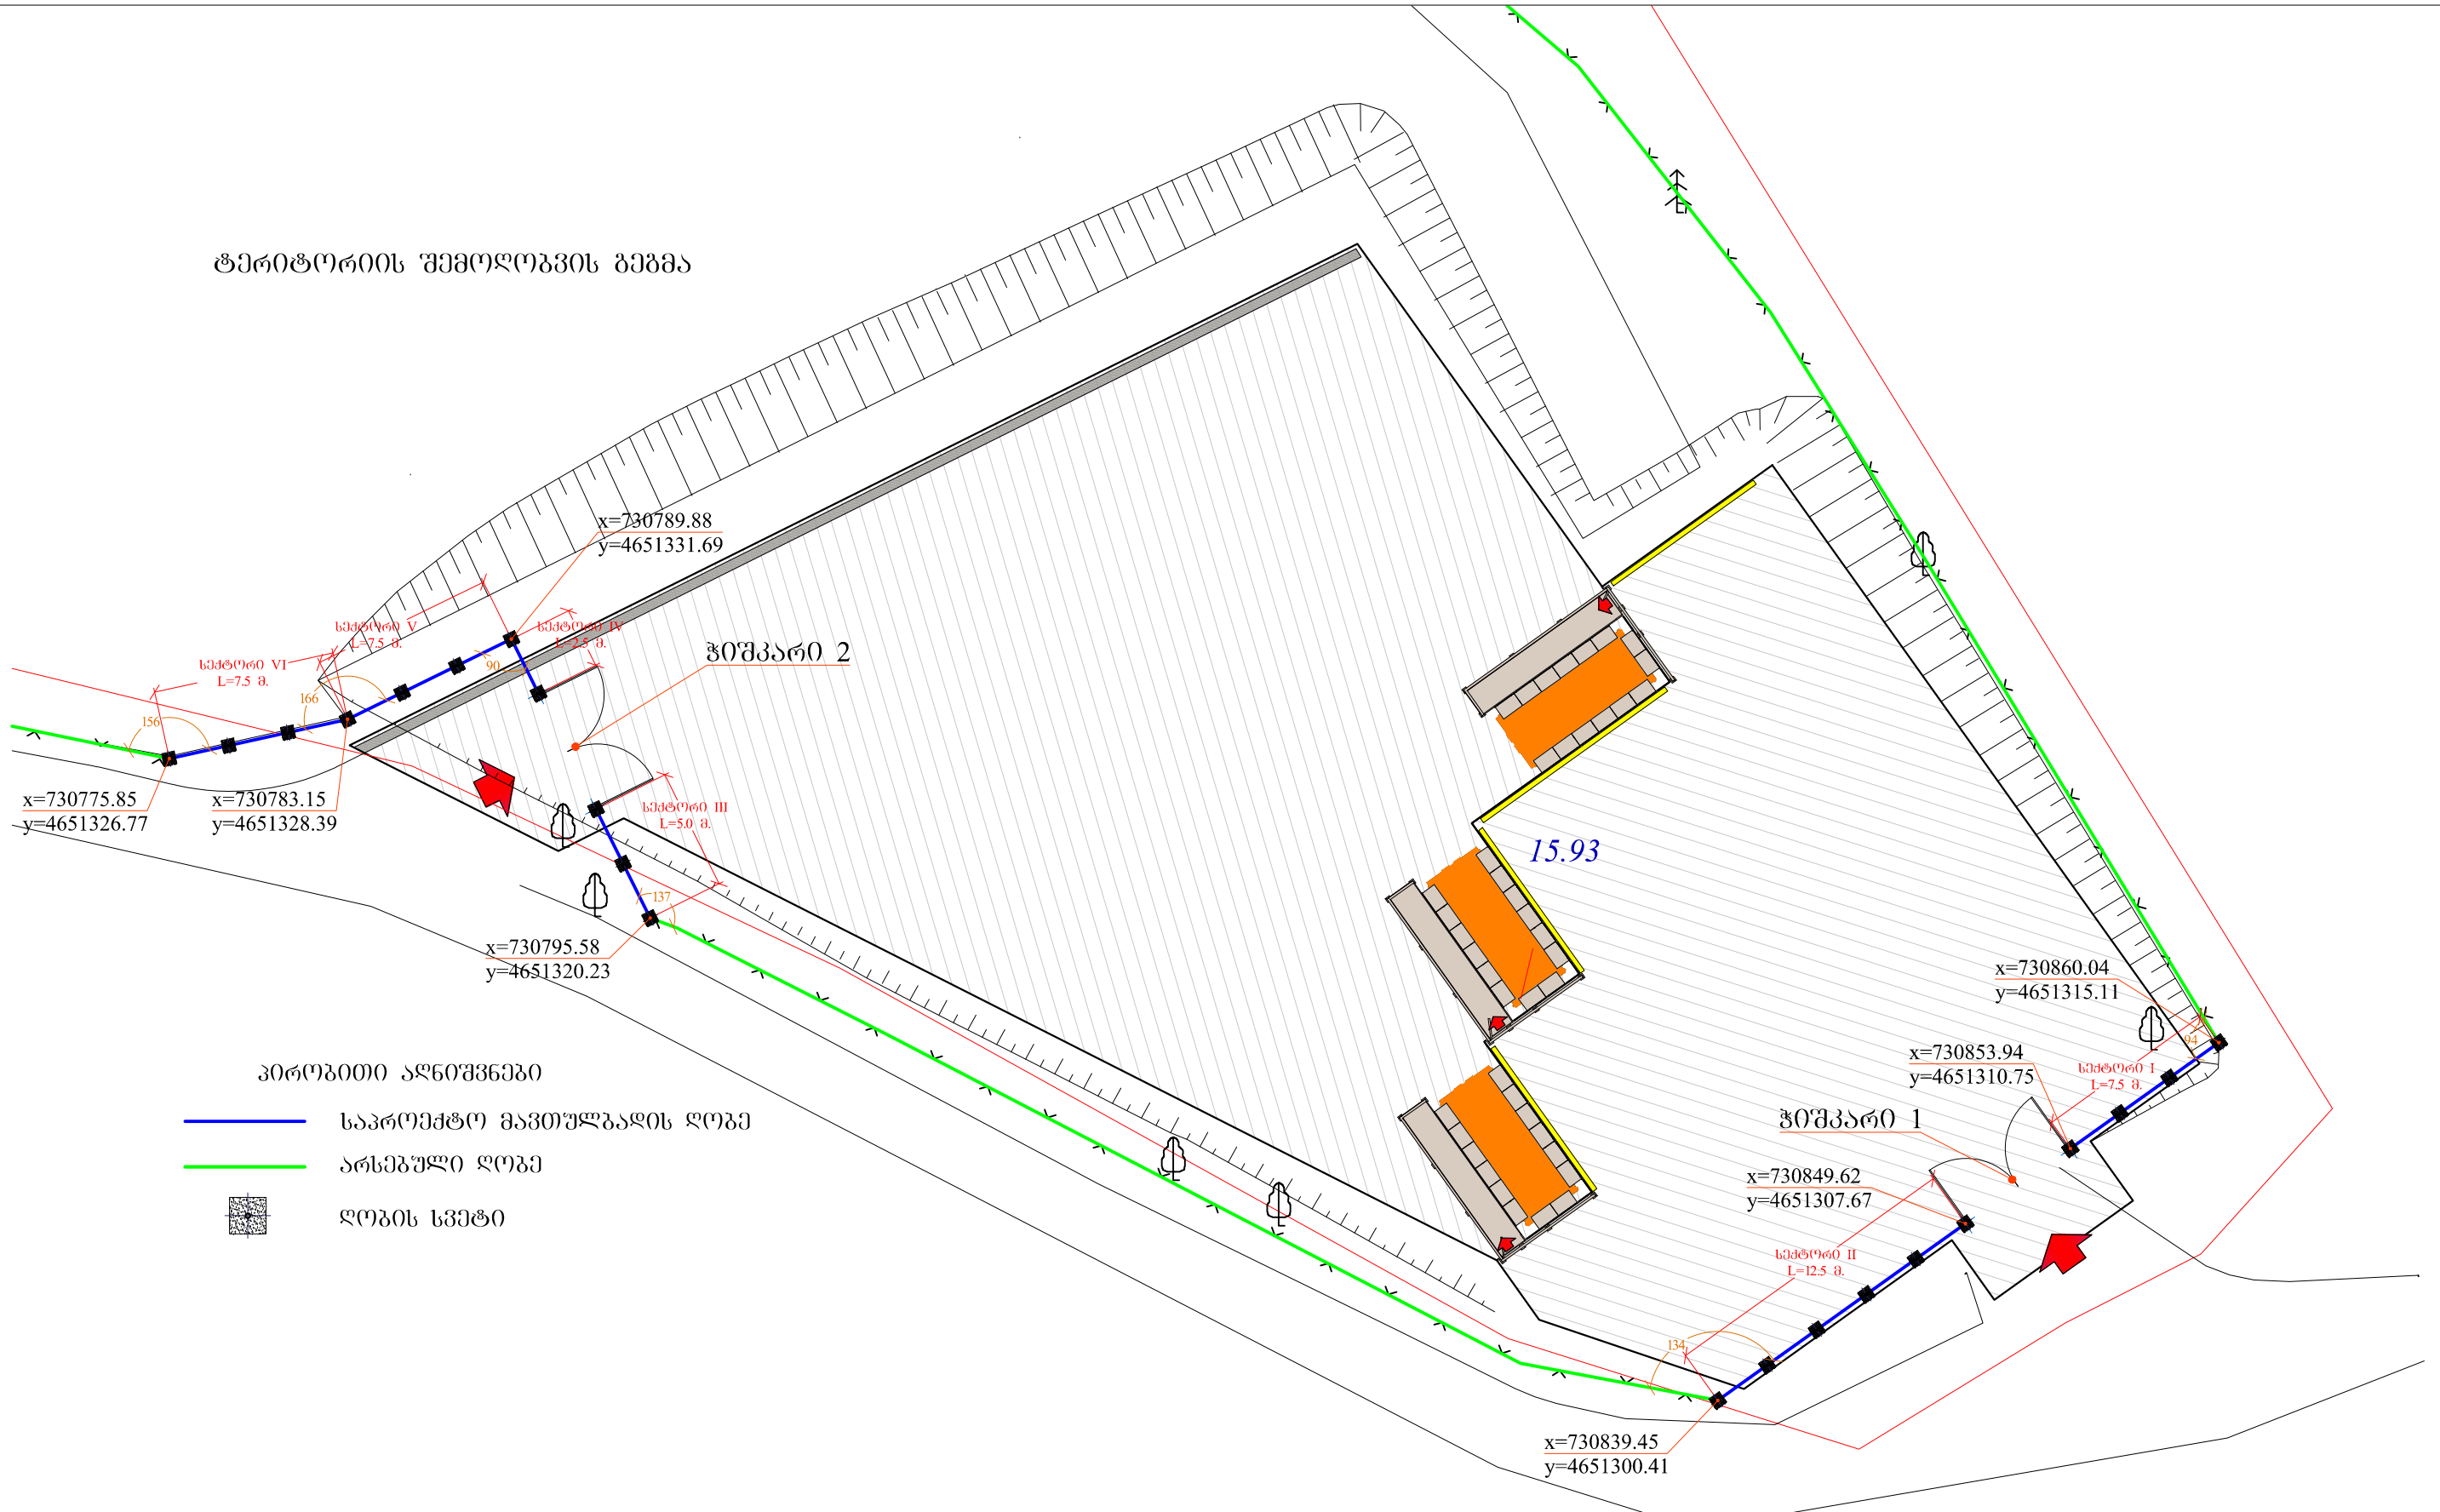 ტერიტორიის შემოღობვის გეგმა
x=730789.88
y=4651331.69
სექტორი V
L=7.5 მ.
სექტორი IV
L=2.5 მ.
90
ჭიშკარი 2
სექტორი VI
L=7.5 მ.
166
156
x=730775.85
y=4651326.77
x=730783.15
y=4651328.39
სექტორი III
L=5.0 მ.
137
x=730795.58
y=4651320.23
15.93
x=730860.04
y=4651315.11
94
x=730853.94
y=4651310.75
სექტორი I
L=7.5 მ.
ჭიშკარი 1
x=730849.62
y=4651307.67
სექტორი II
L=12.5 მ.
134
x=730839.45
y=4651300.41
პირობითი აღნიშვნები
საპროექტო მავთულბადის ღობე
არსებული ღობე
ღობის სვეტი